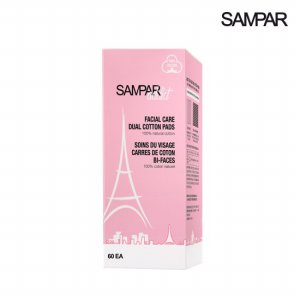 SAMPAR
SAMPAR
FACIAL CARE
DUAL COTTON PADS
100% natural cotton
SOINS DU VISAGE
CARRES DE COTON
BI-FACES
100% coton naturel
60 EA